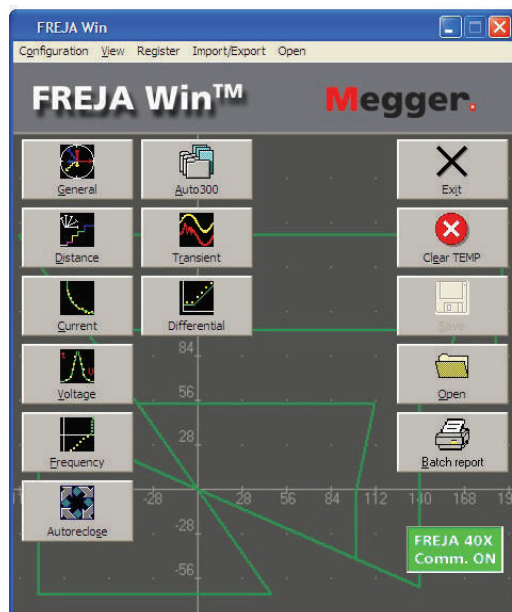 FREJA Win
Configuration View Register Import/Export Open
FREJA Win™ Megger.
General Auto300 Exit
Distance Transient Clear TEMP
Current Differential Save
84
Voltage Open
56
28
Frequency Batch report
-28 28 56 84 112 140 168
Autoreclose
-28
FREJA 40X
Comm. ON
-56